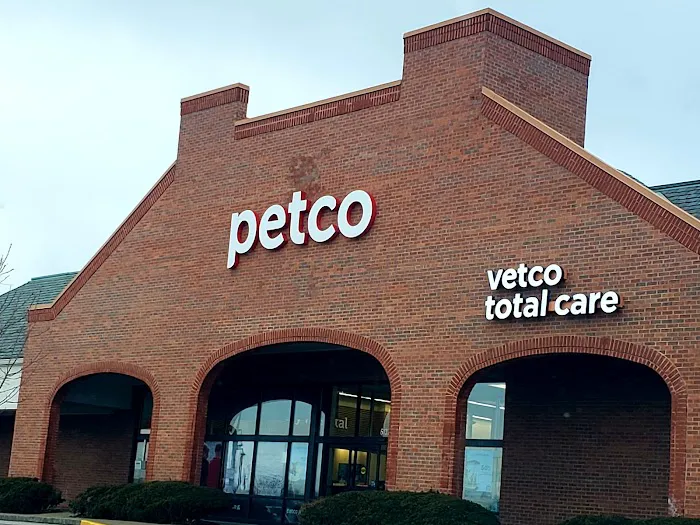 petco
vetco
total care